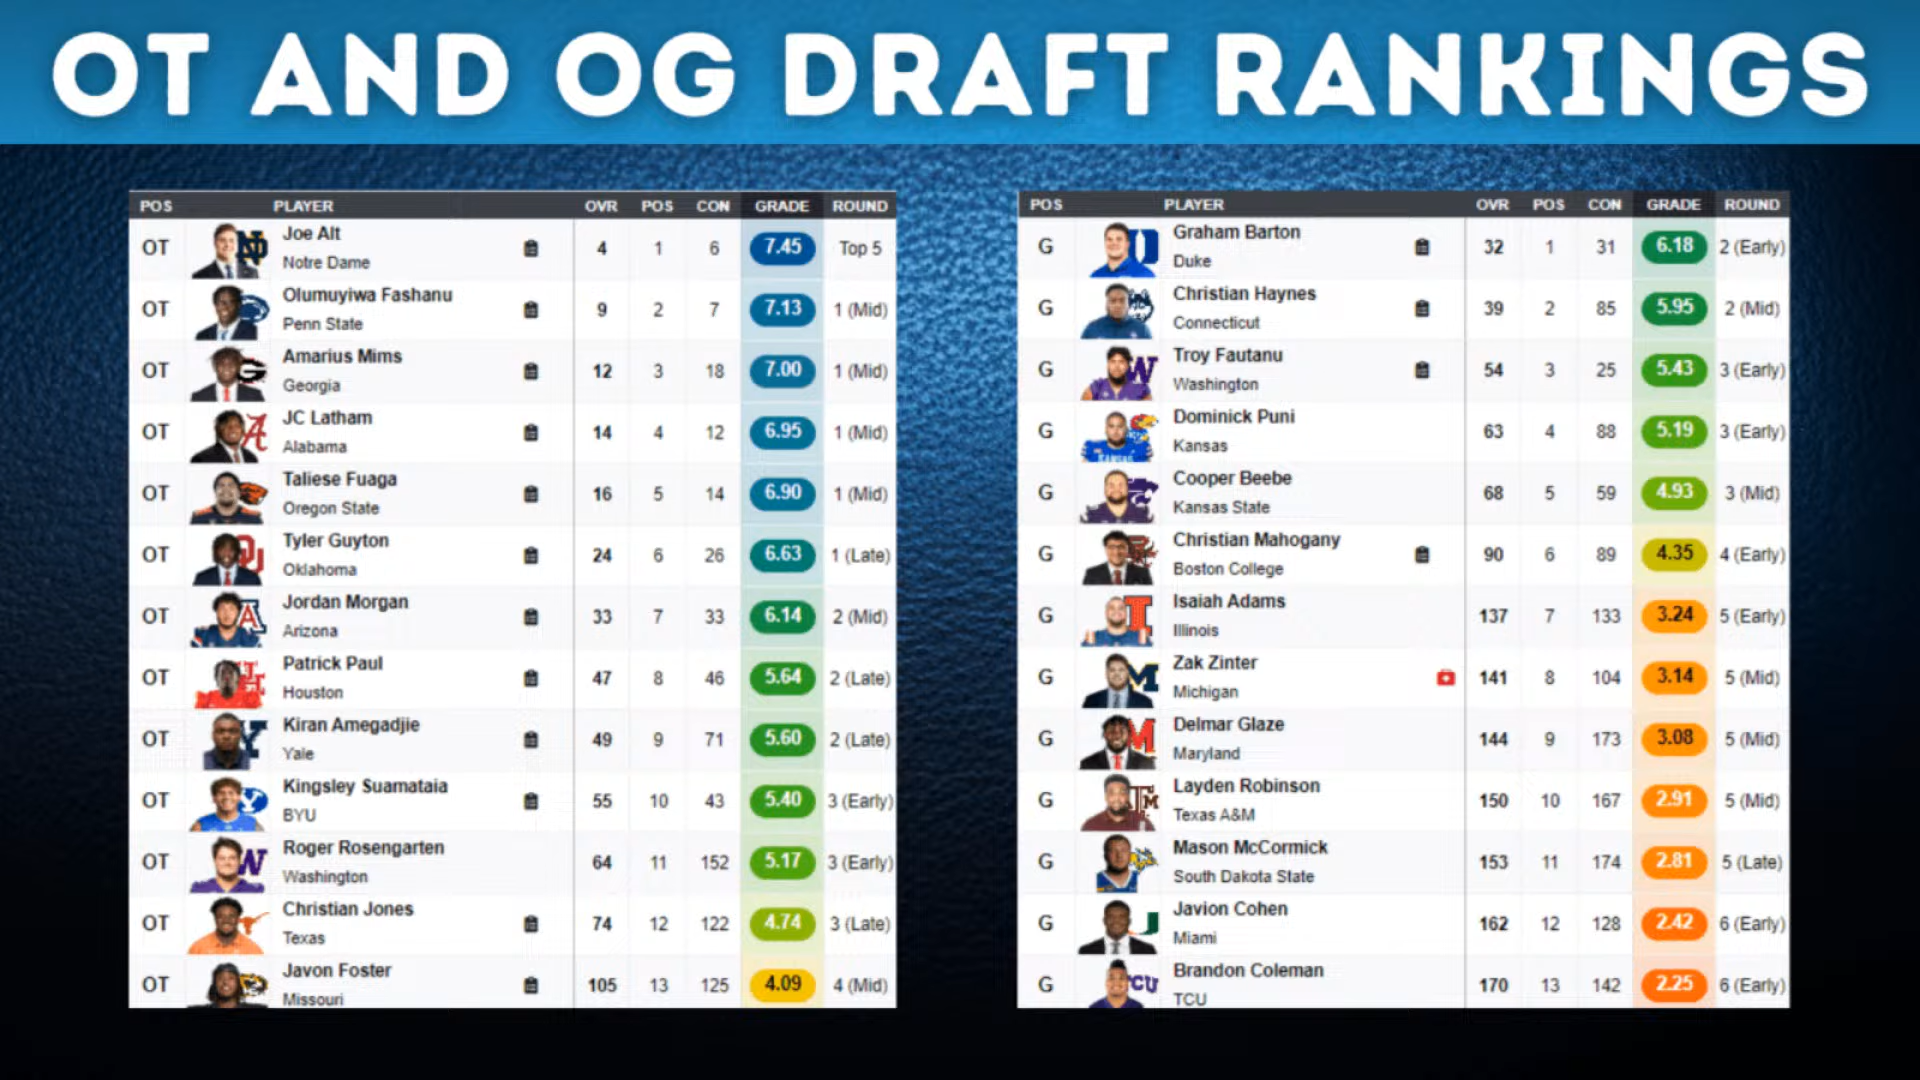 OT AND OG DRAFT RANKINGS
POS PLAYER OVR POS CON GRADE ROUND
OT Joe Alt Notre Dame 4 1 6 7.45 Top 5
OT Olumuyiwa Fashanu Penn State 9 2 7 7.13 1 (Mid)
OT Amarius Mims Georgia 12 3 18 7.00 1 (Mid)
OT JC Latham Alabama 14 4 12 6.95 1 (Mid)
OT Taliese Fuaga Oregon State 16 5 14 6.90 1 (Mid)
OT Tyler Guyton Oklahoma 24 6 26 6.63 1 (Late)
OT Jordan Morgan Arizona 33 7 33 6.14 2 (Mid)
OT Patrick Paul Houston 47 8 46 5.64 2 (Late)
OT Kiran Amegadjie Yale 49 9 71 5.60 2 (Late)
OT Kingsley Suamataia BYU 55 10 43 5.40 3 (Early)
OT Roger Rosengarten Washington 64 11 152 5.17 3 (Early)
OT Christian Jones Texas 74 12 122 4.74 3 (Late)
OT Javon Foster Missouri 105 13 125 4.09 4 (Mid)
POS PLAYER OVR POS CON GRADE ROUND
G Graham Barton Duke 32 1 31 6.18 2 (Early)
G Christian Haynes Connecticut 39 2 85 5.95 2 (Mid)
G Troy Fautanu Washington 54 3 25 5.43 3 (Early)
G Dominick Puni Kansas 63 4 88 5.19 3 (Early)
G Cooper Beebe Kansas State 68 5 59 4.93 3 (Mid)
G Christian Mahogany Boston College 90 6 89 4.35 4 (Early)
G Isaiah Adams Illinois 137 7 133 3.24 5 (Early)
G Zak Zinter Michigan 141 8 104 3.14 5 (Mid)
G Delmar Glaze Maryland 144 9 173 3.08 5 (Mid)
G Layden Robinson Texas A&M 150 10 167 2.91 5 (Mid)
G Mason McCormick South Dakota State 153 11 174 2.81 5 (Late)
G Javion Cohen Miami 162 12 128 2.42 6 (Early)
G Brandon Coleman TCU 170 13 142 2.25 6 (Early)